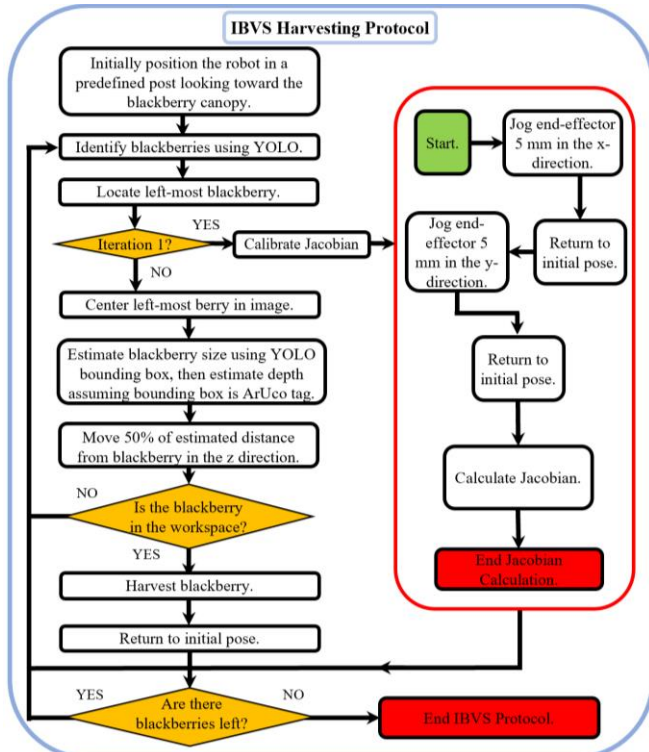 IBVS Harvesting Protocol
Initially position the robot in a
predefined post looking toward the
blackberry canopy.
Identify blackberries using YOLO.
Locate left-most blackberry.
Iteration 1?
YES
Calibrate Jacobian
NO
Center left-most berry in image.
Estimate blackberry size using YOLO
bounding box, then estimate depth
assuming bounding box is ArUco tag.
Move 50% of estimated distance
from blackberry in the z direction.
NO
Is the blackberry
in the workspace?
YES
Harvest blackberry.
Return to initial pose.
YES
Are there
blackberries left?
NO
End IBVS Protocol.
Start.
Jog end-effector
5 mm in the x-
direction.
Return to
initial pose.
Jog end-
effector 5
mm in the y-
direction.
Return to
initial pose.
Calculate Jacobian.
End Jacobian
Calculation.